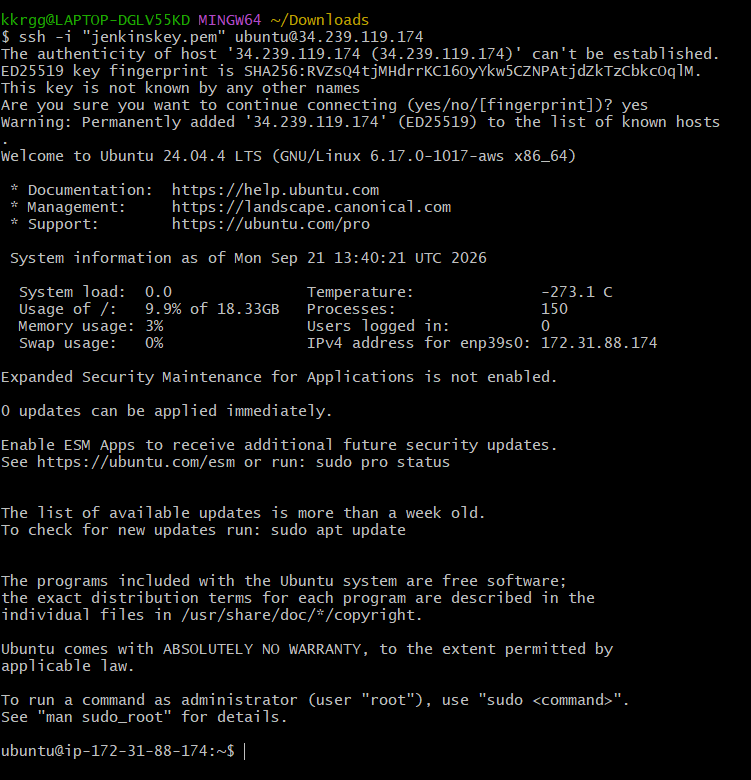 kkrgg@LAPTOP-DGLV55KD MINGW64 ~/Downloads
$ ssh -i "jenkinskey.pem" ubuntu@34.239.119.174
The authenticity of host '34.239.119.174 (34.239.119.174)' can't be established.
ED25519 key fingerprint is SHA256:RVZsQ4tjMHdrrKC16OyYkw5CZNPAtjdZkTzCbkcOqlM.
This key is not known by any other names
Are you sure you want to continue connecting (yes/no/[fingerprint])? yes
Warning: Permanently added '34.239.119.174' (ED25519) to the list of known hosts
.
Welcome to Ubuntu 24.04.4 LTS (GNU/Linux 6.17.0-1017-aws x86_64)

 * Documentation:  https://help.ubuntu.com
 * Management:     https://landscape.canonical.com
 * Support:        https://ubuntu.com/pro

 System information as of Mon Sep 21 13:40:21 UTC 2026

  System load:  0.0               Temperature:              -273.1 C
  Usage of /:   9.9% of 18.33GB   Processes:                150
  Memory usage: 3%                Users logged in:          0
  Swap usage:   0%                IPv4 address for enp39s0: 172.31.88.174

Expanded Security Maintenance for Applications is not enabled.

0 updates can be applied immediately.

Enable ESM Apps to receive additional future security updates.
See https://ubuntu.com/esm or run: sudo pro status


The list of available updates is more than a week old.
To check for new updates run: sudo apt update


The programs included with the Ubuntu system are free software;
the exact distribution terms for each program are described in the
individual files in /usr/share/doc/*/copyright.

Ubuntu comes with ABSOLUTELY NO WARRANTY, to the extent permitted by
applicable law.

To run a command as administrator (user "root"), use "sudo <command>".
See "man sudo_root" for details.

ubuntu@ip-172-31-88-174:~$